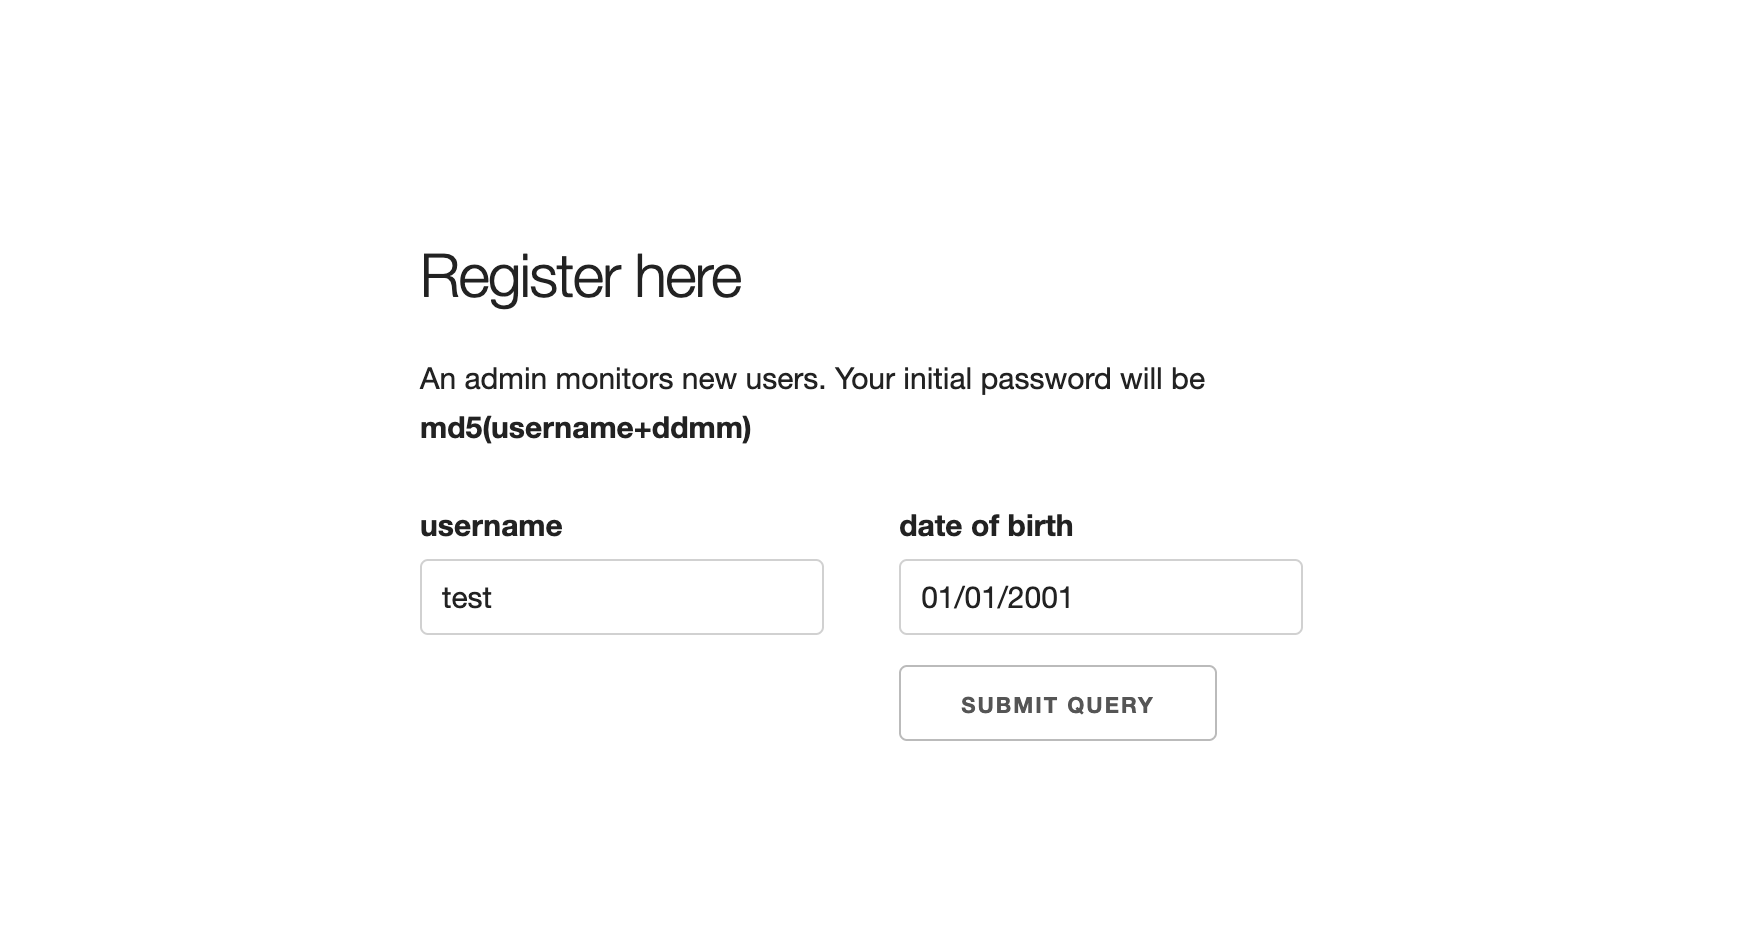 Register here
An admin monitors new users. Your initial password will be
md5(username+ddmm)
username
date of birth
test
01/01/2001
SUBMIT QUERY